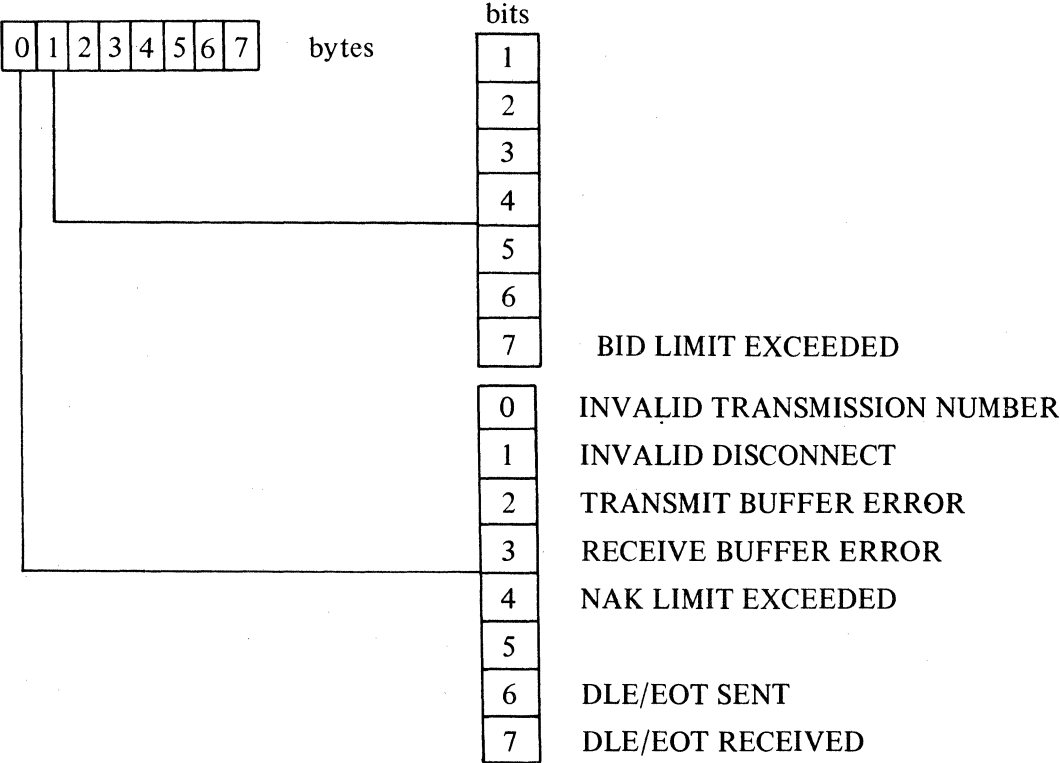 bits
0 1 2 3 4 5 6 7 bytes
1
2
3
4
5
6
7 BID LIMIT EXCEEDED
0 INVALID TRANSMISSION NUMBER
1 INVALID DISCONNECT
2 TRANSMIT BUFFER ERROR
3 RECEIVE BUFFER ERROR
4 NAK LIMIT EXCEEDED
5
6 DLE/EOT SENT
7 DLE/EOT RECEIVED